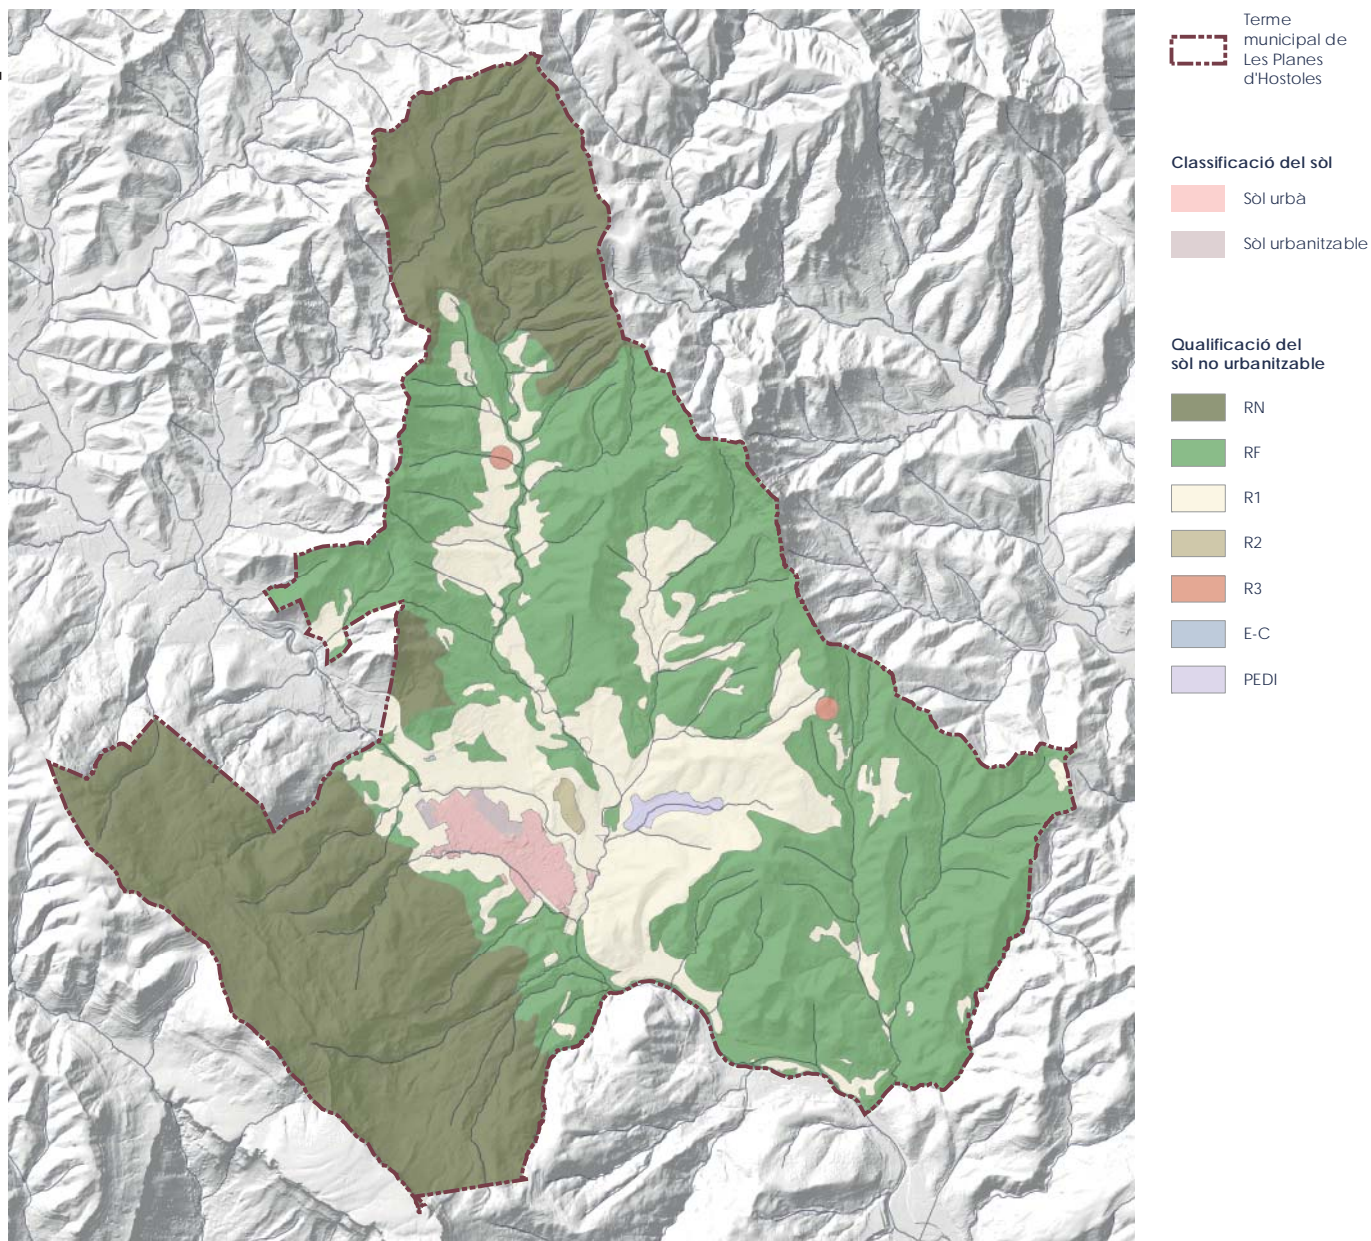 Terme
municipal de
Les Planes
d'Hostoles
Classificació del sòl
Sòl urbà
Sòl urbanitzable
Qualificació del
sòl no urbanitzable
RN
RF
R1
R2
R3
E-C
PEDI